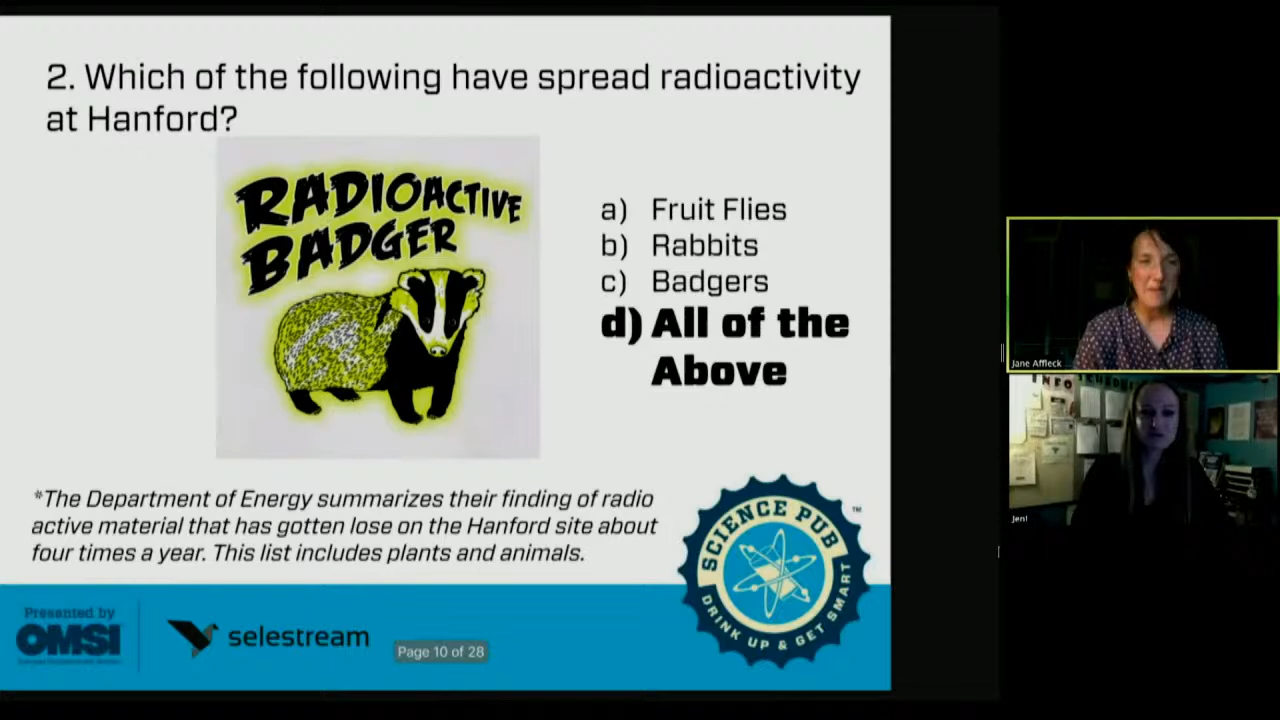 2. Which of the following have spread radioactivity
at Hanford?
RADIOACTIVE
BADGER
a) Fruit Flies
b) Rabbits
c) Badgers
d) All of the
Above
*The Department of Energy summarizes their finding of radio
active material that has gotten lose on the Hanford site about
four times a year. This list includes plants and animals.
SCIENCE PUB
TM
DRINK UP & GET SMART
Presented by
OMSI
selestream
Page 10 of 28
Jane Affleck
Jen!